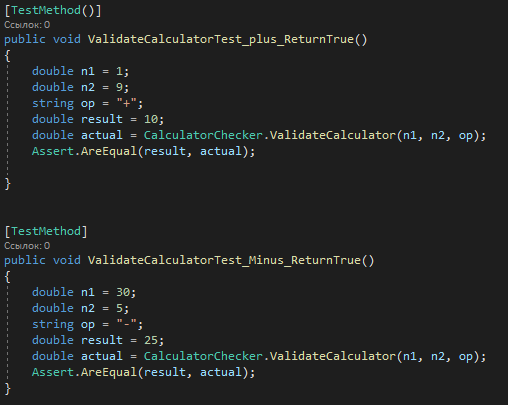 [TestMethod()]
Ссылок: 0
public void ValidateCalculatorTest_plus_ReturnTrue()
{
double n1 = 1;
double n2 = 9;
string op = "+";
double result = 10;
double actual = CalculatorChecker.ValidateCalculator(n1, n2, op);
Assert.AreEqual(result, actual);
}
[TestMethod]
Ссылок: 0
public void ValidateCalculatorTest_Minus_ReturnTrue()
{
double n1 = 30;
double n2 = 5;
string op = "-";
double result = 25;
double actual = CalculatorChecker.ValidateCalculator(n1, n2, op);
Assert.AreEqual(result, actual);
}